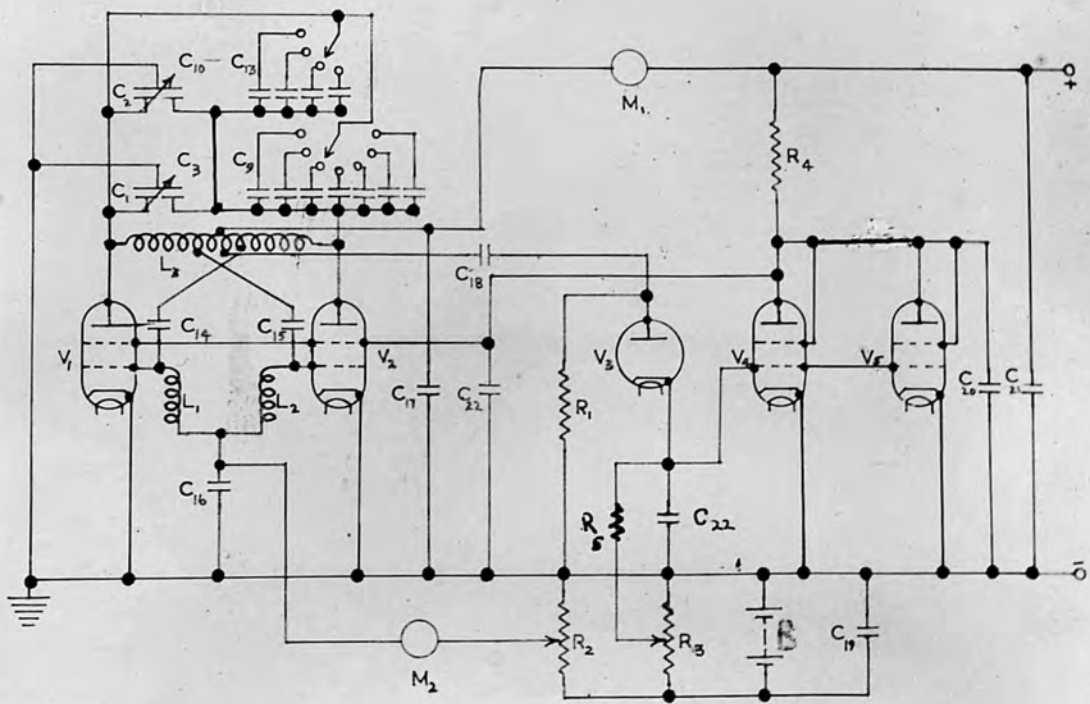 C₁₀–C₁₃
C₂
M₁
+
R₄
C₃
C₁
C₉
L₃
C₁₈
C₁₄
C₁₅
V₁
V₂
V₃
V₄
V₅
L₁
L₂
C₁₇
C₂₂
R₁
C₂₀
C₂₁
C₁₆
R₅
C₂₂
–
M₂
R₂
R₃
B
C₁₉